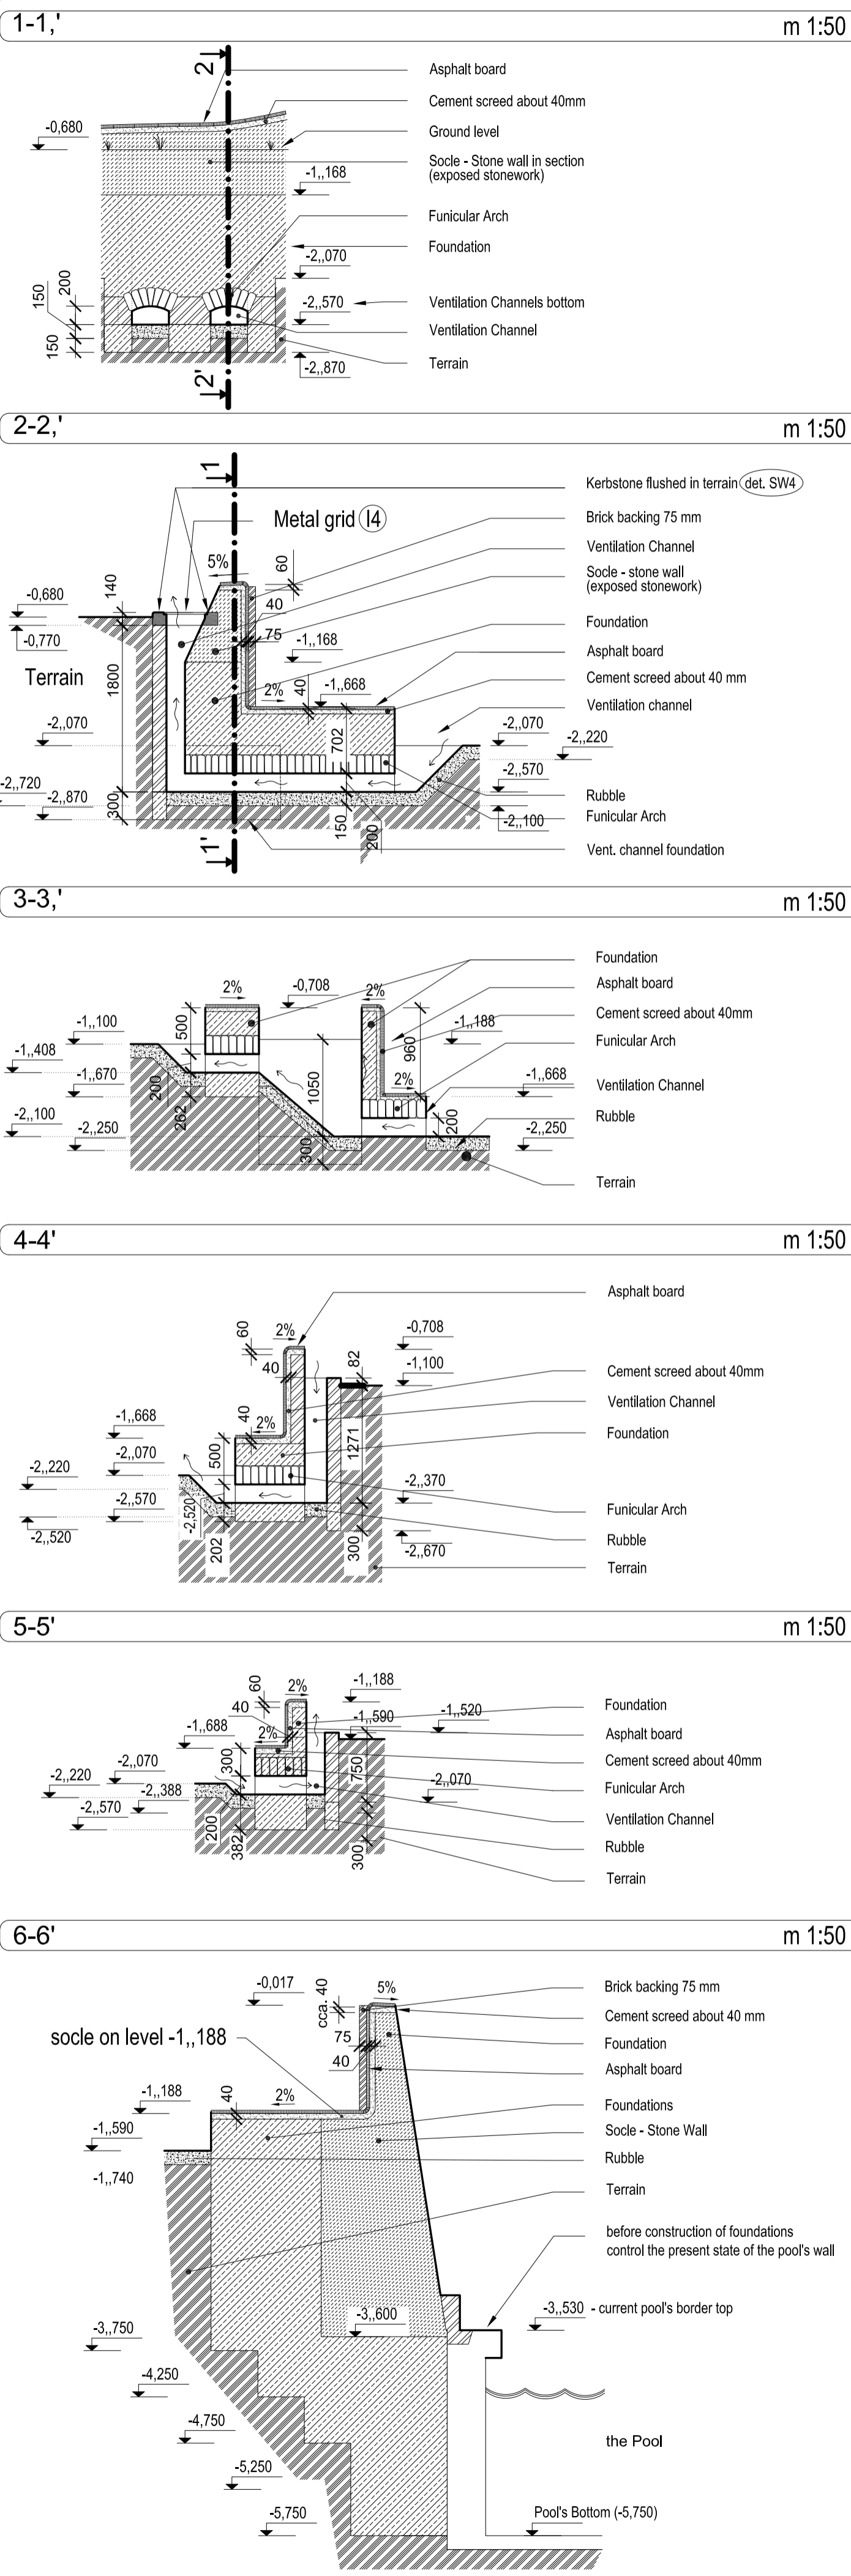 1-1,'
m 1:50
2
Asphalt board
Cement screed about 40mm
-0,680
Ground level
Socle - Stone wall in section
(exposed stonework)
-1,,168
Funicular Arch
Foundation
-2,,070
200
150
-2,,570
Ventilation Channels bottom
Ventilation Channel
150
Terrain
-2,,870
2'
2-2,'
m 1:50
1
Kerbstone flushed in terrain det. SW4
Metal grid I4
Brick backing 75 mm
Ventilation Channel
5%
60
Socle - stone wall
(exposed stonework)
140
-0,680
40
Foundation
75
-0,770
-1,,168
Asphalt board
Terrain
1800
2%
40
-1,,668
Cement screed about 40 mm
Ventilation channel
-2,,070
702
-2,,070
-2,,220
-2,,570
-2,,720
-2,,870
300
Rubble
150
200
-2,,100
Funicular Arch
1'
Vent. channel foundation
3-3,'
m 1:50
Foundation
2%
-0,708
2%
Asphalt board
500
Cement screed about 40mm
-1,,100
-1,,188
960
Funicular Arch
-1,,408
-1,,670
200
1050
2%
-1,,668
Ventilation Channel
262
200
Rubble
-2,,100
-2,,250
300
-2,,250
Terrain
4-4'
m 1:50
Asphalt board
60
2%
-0,708
82
-1,100
40
Cement screed about 40mm
-1,,668
40
2%
Ventilation Channel
500
1271
Foundation
-2,,070
-2,,220
-2,,370
-2,,570
-2,520
Funicular Arch
-2,,520
202
300
-2,,670
Rubble
Terrain
5-5'
m 1:50
60
2%
-1,,188
40
Foundation
-1,,590
-1,,520
-1,,688
2%
Asphalt board
300
750
Cement screed about 40mm
-2,,070
-2,,070
-2,,220
-2,,388
Funicular Arch
-2,,570
200
Ventilation Channel
382
300
Rubble
Terrain
6-6'
m 1:50
-0,017
cca. 40
5%
Brick backing 75 mm
Cement screed about 40 mm
socle on level -1,,188
75
Foundation
40
Asphalt board
-1,,188
40
2%
Foundations
-1,,590
Socle - Stone Wall
Rubble
-1,,740
Terrain
before construction of foundations
control the present state of the pool's wall
-3,,600
-3,,530 - current pool's border top
-3,,750
-4,250
-4,750
the Pool
-5,250
-5,750
Pool's Bottom (-5,750)